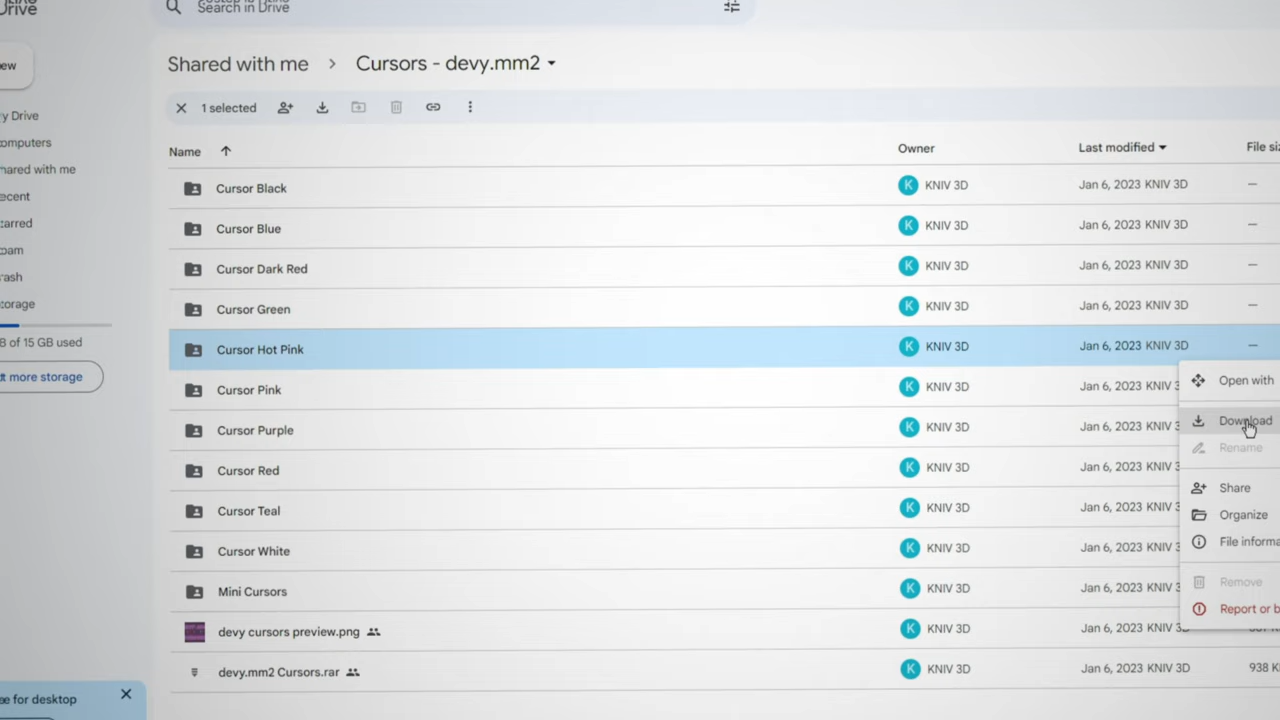 Drive
Search in Drive
ew
y Drive
omputers
hared with me
ecent
tarred
pam
rash
torage
B of 15 GB used
t more storage
e for desktop
Shared with me > Cursors - devy.mm2
1 selected
Name Owner Last modified File si
Cursor Black K KNIV 3D Jan 6, 2023 KNIV 3D —
Cursor Blue K KNIV 3D Jan 6, 2023 KNIV 3D —
Cursor Dark Red K KNIV 3D Jan 6, 2023 KNIV 3D —
Cursor Green K KNIV 3D Jan 6, 2023 KNIV 3D —
Cursor Hot Pink K KNIV 3D Jan 6, 2023 KNIV 3D —
Cursor Pink K KNIV 3D Jan 6, 2023 KNIV 3
Cursor Purple K KNIV 3D Jan 6, 2023 KNIV 3
Cursor Red K KNIV 3D Jan 6, 2023 KNIV 3
Cursor Teal K KNIV 3D Jan 6, 2023 KNIV 3
Cursor White K KNIV 3D Jan 6, 2023 KNIV 3
Mini Cursors K KNIV 3D Jan 6, 2023 KNIV 3
devy cursors preview.png K KNIV 3D Jan 6, 2023 KNIV 3D
devy.mm2 Cursors.rar K KNIV 3D Jan 6, 2023 KNIV 3D 938 K
Open with
Download
Rename
Share
Organize
File informa
Remove
Report or b